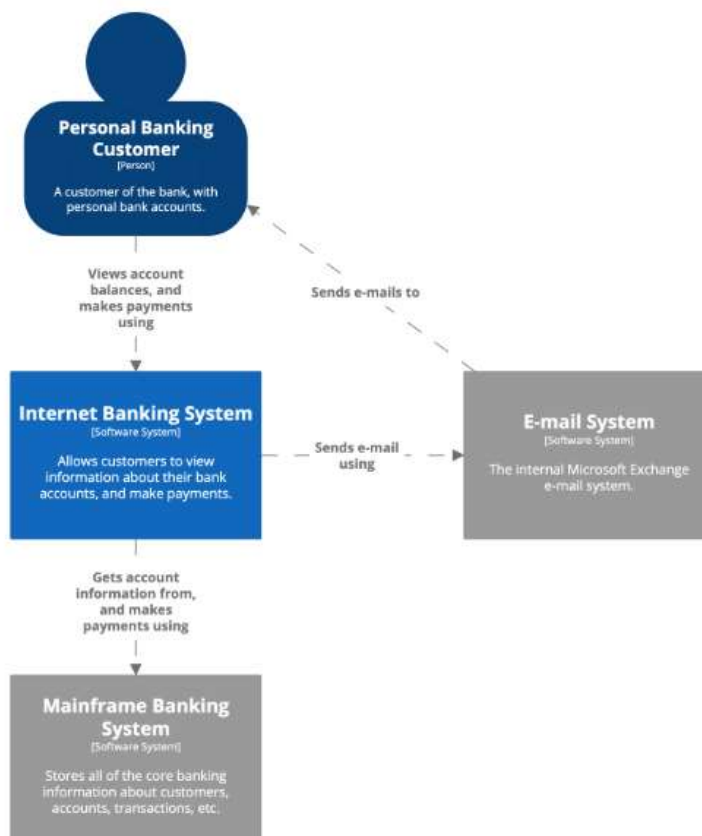 Personal Banking
Customer
[Person]
A customer of the bank, with
personal bank accounts.
Views account
balances, and
makes payments
using
Sends e-mails to
Internet Banking System
[Software System]
Allows customers to view
information about their bank
accounts, and make payments.
Sends e-mail
using
E-mail System
[Software System]
The internal Microsoft Exchange
e-mail system.
Gets account
information from,
and makes
payments using
Mainframe Banking
System
[Software System]
Stores all of the core banking
information about customers,
accounts, transactions, etc.